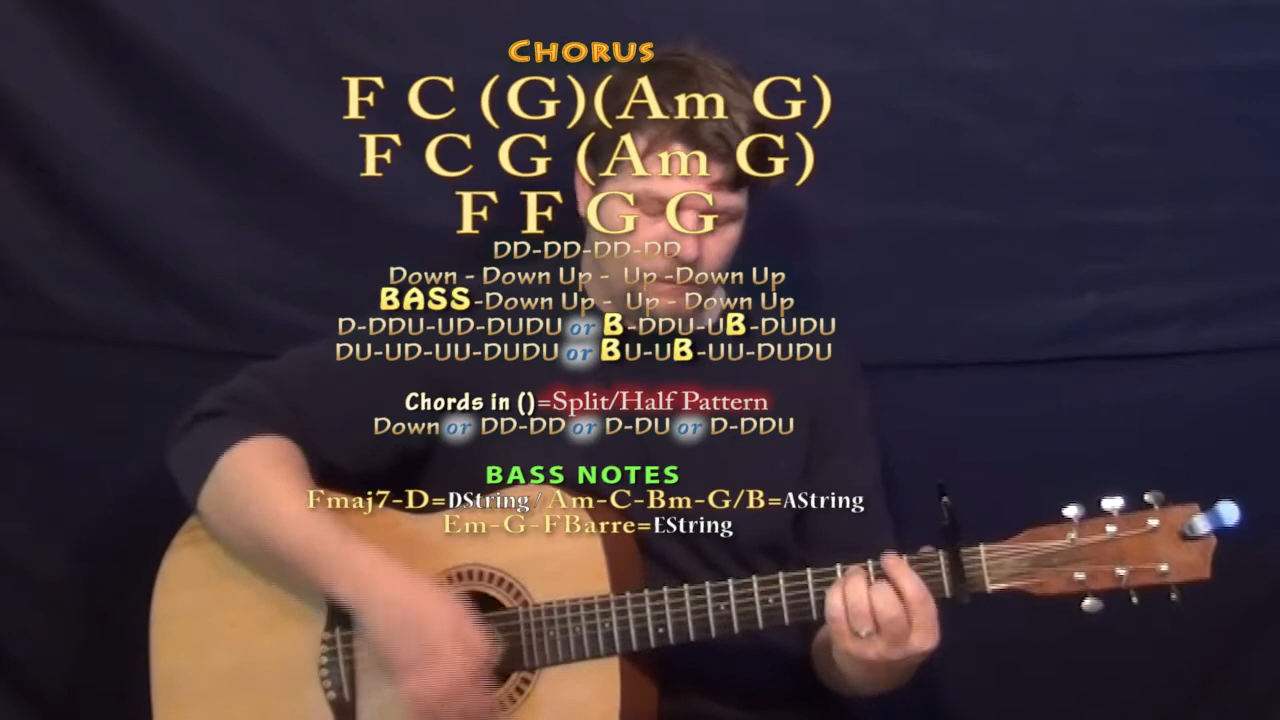 CHORUS
F C (G)(Am G)
F C G (Am G)
F F G G
DD-DD-DD-DD
Down - Down Up - Up -Down Up
BASS-Down Up - Up - Down Up
D-DDU-UD-DUDU or B-DDU-UB-DUDU
DU-UD-UU-DUDU or BU-UB-UU-DUDU
Chords in ()=Split/Half Pattern
Down or DD-DD or D-DU or D-DDU
BASS NOTES
Fmaj7-D=DString / Am-C-Bm-G/B=AString
Em-G-FBarre=EString